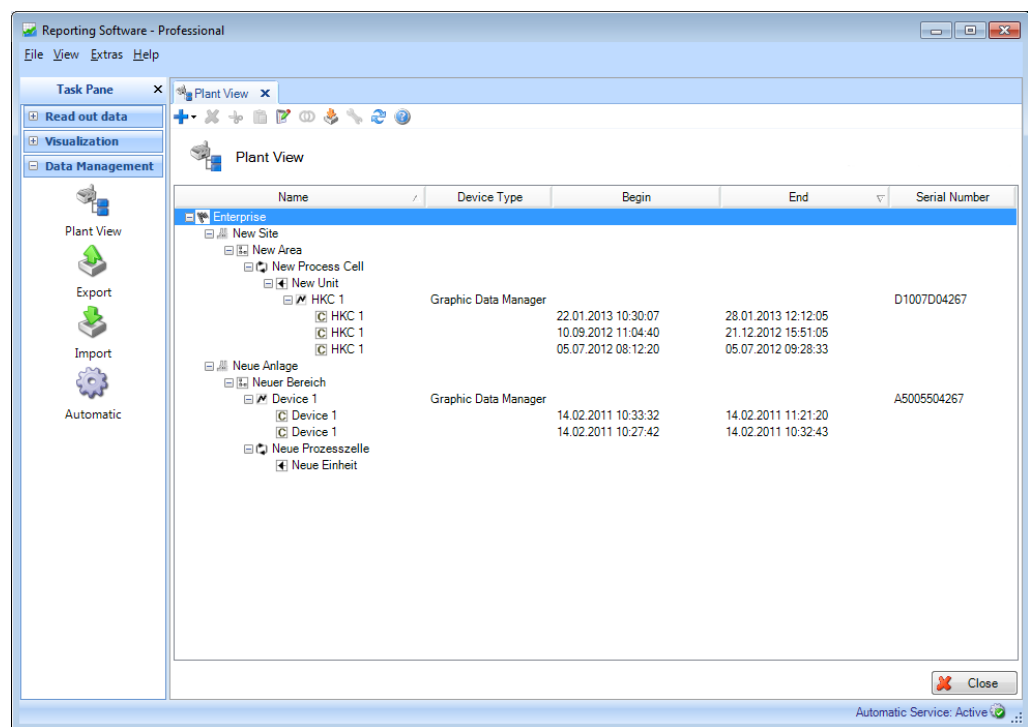 Reporting Software - Professional
File View Extras Help
Task Pane
Plant View
Read out data
Visualization
Data Management
Plant View
Export
Import
Automatic
Plant View
Name Device Type Begin End Serial Number
Enterprise
New Site
New Area
New Process Cell
New Unit
HKC 1 Graphic Data Manager D1007D04267
HKC 1 22.01.2013 10:30:07 28.01.2013 12:12:05
HKC 1 10.09.2012 11:04:40 21.12.2012 15:51:05
HKC 1 05.07.2012 08:12:20 05.07.2012 09:28:33
Neue Anlage
Neuer Bereich
Device 1 Graphic Data Manager A5005504267
Device 1 14.02.2011 10:33:32 14.02.2011 11:21:20
Device 1 14.02.2011 10:27:42 14.02.2011 10:32:43
Neue Prozesszelle
Neue Einheit
Close
Automatic Service: Active